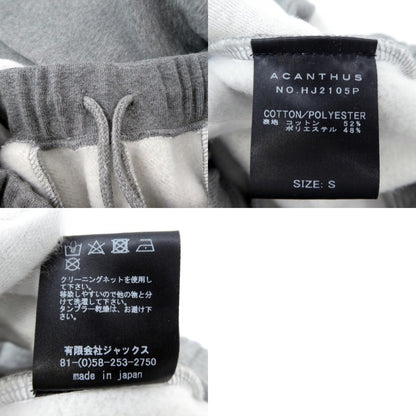 ACANTHUS
NO.HJ2105P
COTTON/POLYESTER
表地 コットン 52%
ポリエステル 48%
SIZE: S
クリーニングネットを使用し
て下さい。
移染しやすいので他の物と分
けて洗濯して下さい。
タンブラー乾燥は、お避け下
さい。
有限会社ジャックス
81-(0)58-253-2750
made in japan